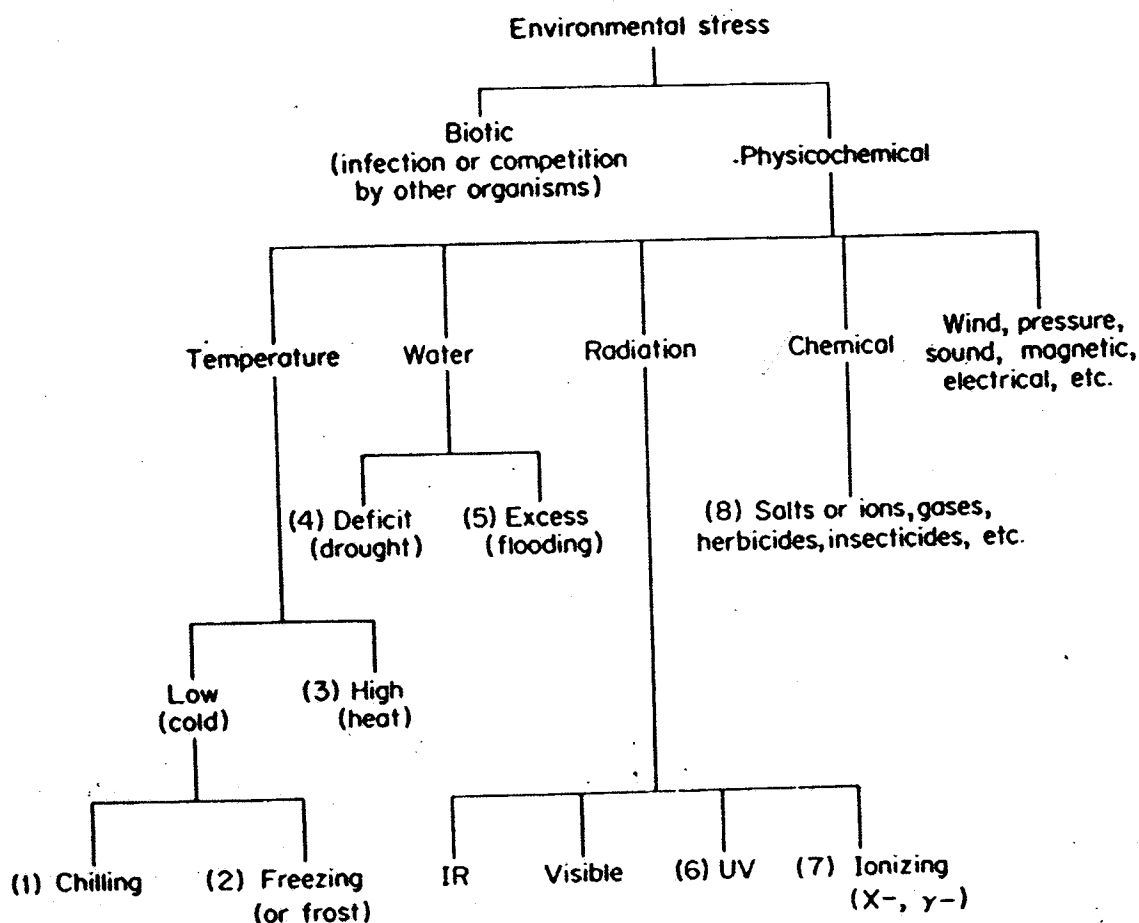 Environmental stress
Biotic
(infection or competition
by other organisms)
Physicochemical
Temperature
Water
Radiation
Chemical
Wind, pressure,
sound, magnetic,
electrical, etc.
(4) Deficit
(drought)
(5) Excess
(flooding)
(8) Salts or ions, gases,
herbicides, insecticides, etc.
Low
(cold)
(3) High
(heat)
(1) Chilling
(2) Freezing
(or frost)
IR
Visible
(6) UV
(7) Ionizing
(X-, γ-)